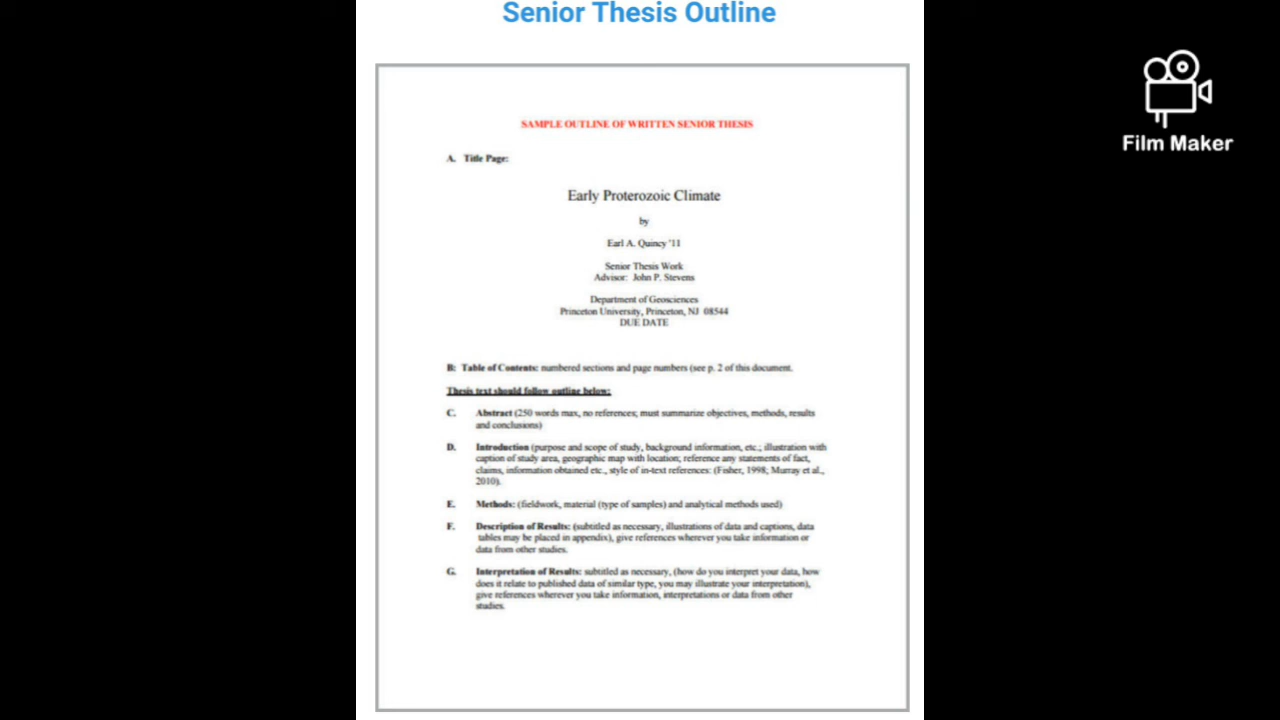 Senior Thesis Outline
Film Maker
SAMPLE OUTLINE OF WRITTEN SENIOR THESIS
A. Title Page:
Early Proterozoic Climate
by
Earl A. Quincy '11
Senior Thesis Work
Advisor: John P. Stevens
Department of Geosciences
Princeton University, Princeton, NJ 08544
DUE DATE
B: Table of Contents: numbered sections and page numbers (see p. 2 of this document.
Thesis text should follow outline below:
C. Abstract (250 words max, no references; must summarize objectives, methods, results
and conclusions)
D. Introduction (purpose and scope of study, background information, etc.; illustration with
caption of study area, geographic map with location; reference any statements of fact,
claims, information obtained etc., style of in-text references: (Fisher, 1998; Murray et al.,
2010).
E. Methods: (fieldwork, material (type of samples) and analytical methods used)
F. Description of Results: (subtitled as necessary, illustrations of data and captions, data
tables may be placed in appendix), give references wherever you take information or
data from other studies.
G. Interpretation of Results: subtitled as necessary, (how do you interpret your data, how
does it relate to published data of similar type, you may illustrate your interpretation),
give references wherever you take information, interpretations or data from other
studies.